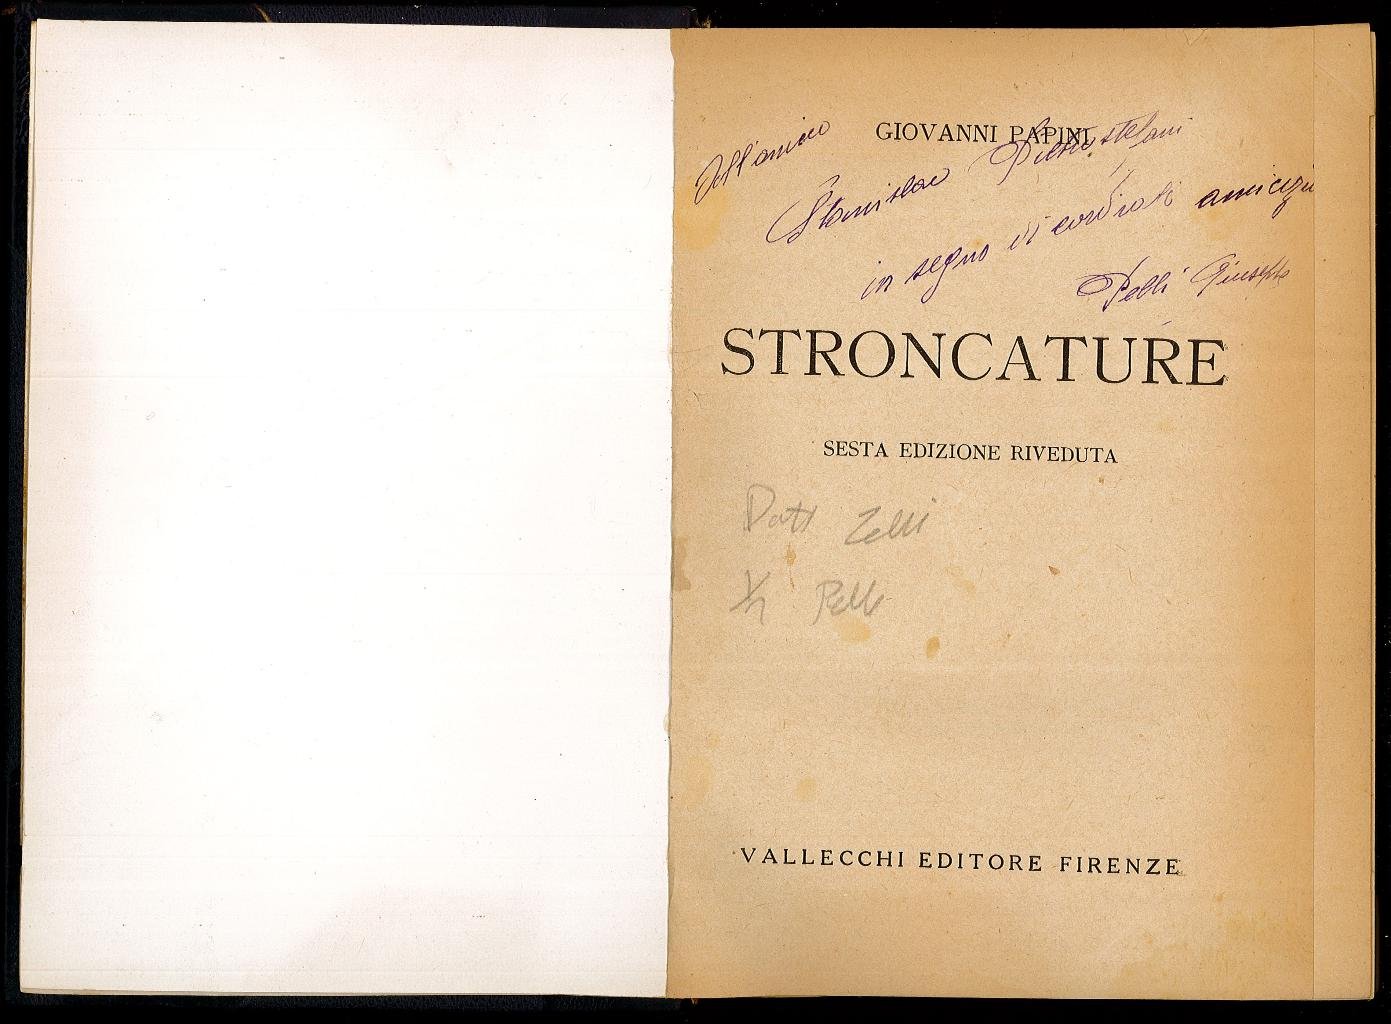 GIOVANNI PAPINI
All'amico
Stanislao Pietrostefani
in segno di cordiale amicizia
Pelli Giuseppe
STRONCATURE
SESTA EDIZIONE RIVEDUTA
VALLECCHI EDITORE FIRENZE